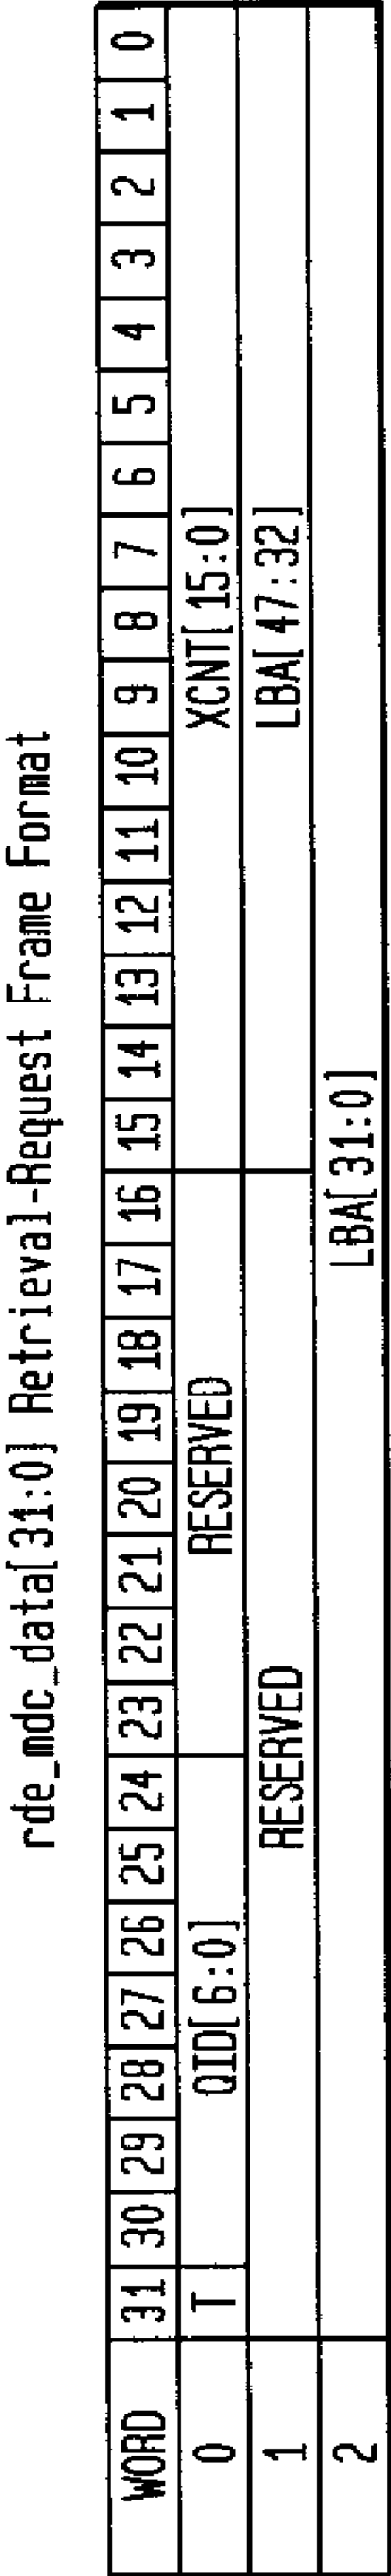 rde_mdc_data[31:0] Retrieval-Request Frame Format
WORD 31 30 29 28 27 26 25 24 23 22 21 20 19 18 17 16 15 14 13 12 11 10 9 8 7 6 5 4 3 2 1 0
0 T QID[6:0] RESERVED XCNT[15:0]
1 RESERVED LBA[47:32]
2 LBA[31:0]